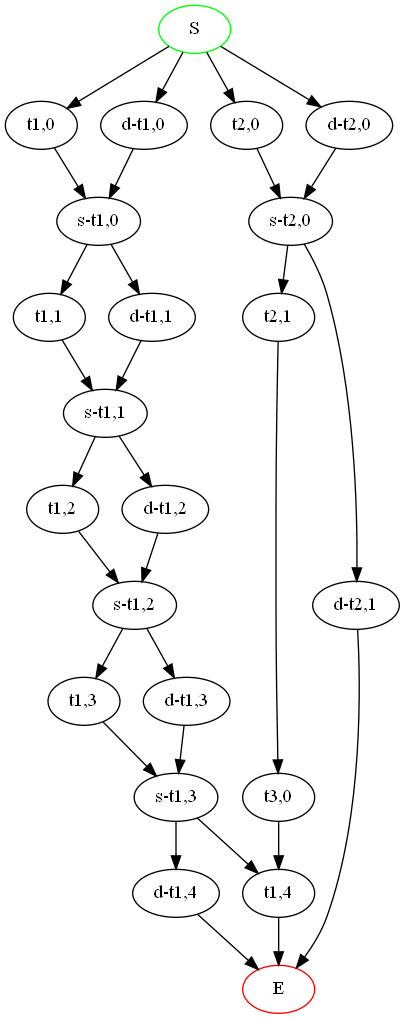 S
t1,0
d-t1,0
t2,0
d-t2,0
s-t1,0
s-t2,0
t1,1
d-t1,1
t2,1
s-t1,1
t1,2
d-t1,2
s-t1,2
d-t2,1
t1,3
d-t1,3
s-t1,3
t3,0
d-t1,4
t1,4
E